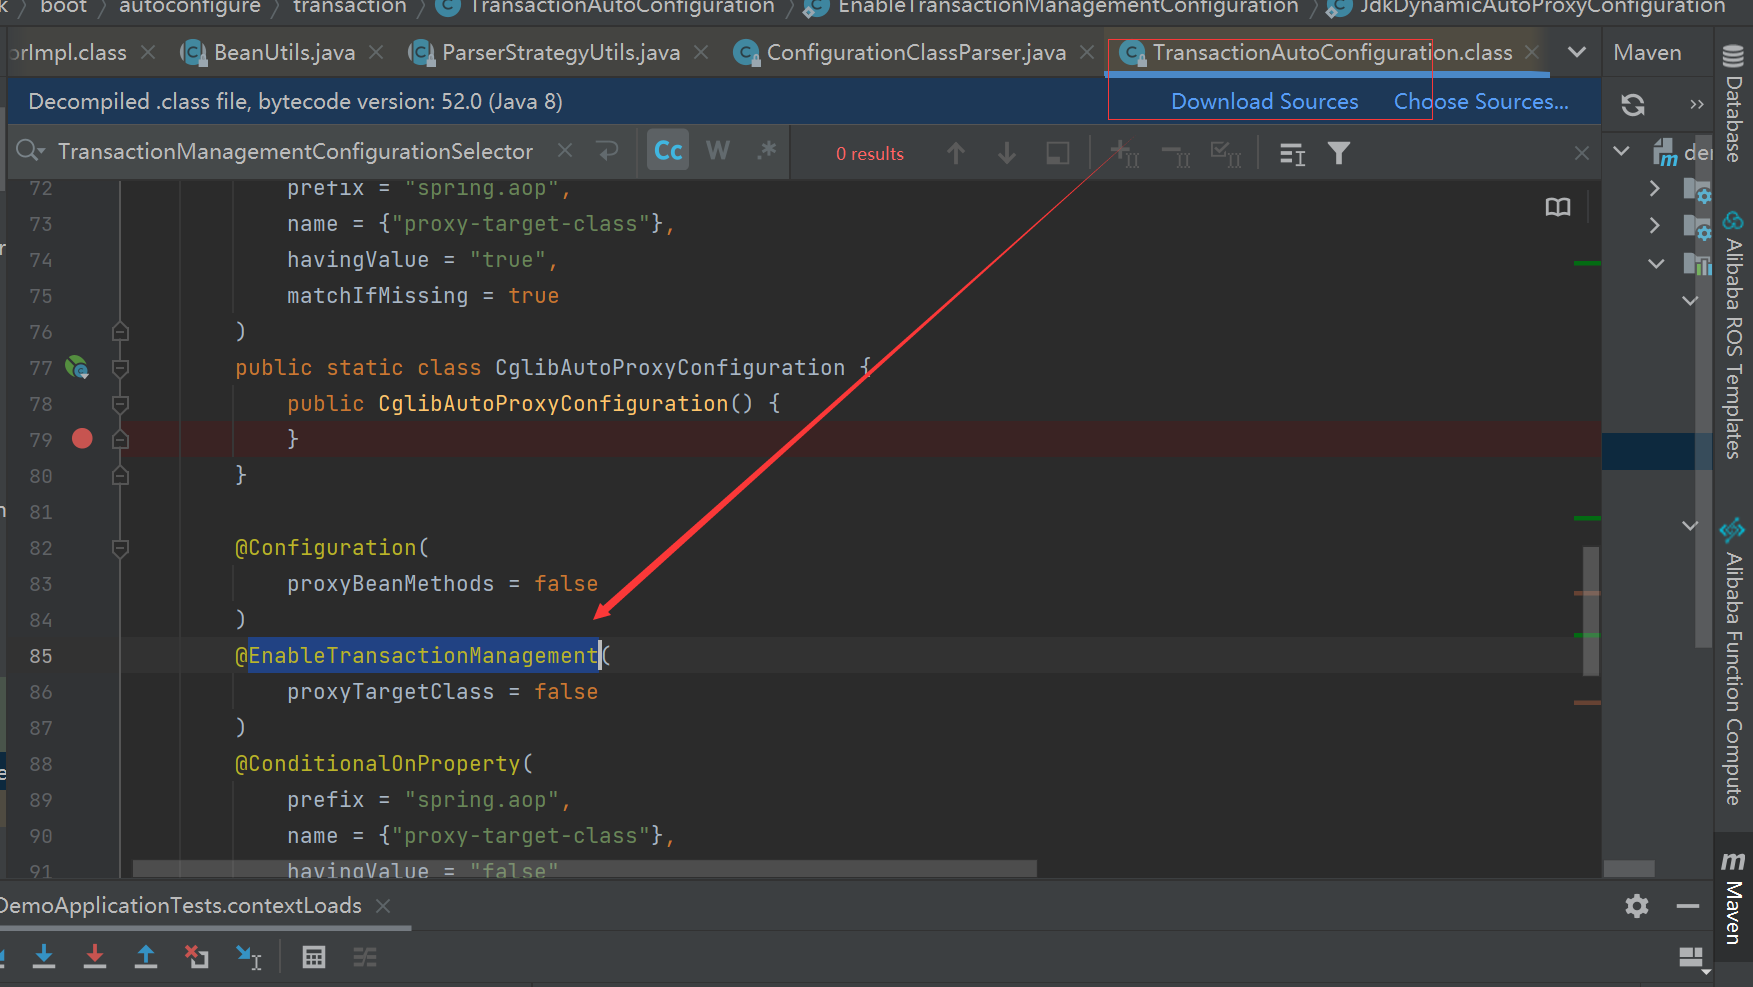 k boot autoconfigure transaction TransactionAutoConfiguration EnableTransactionManagementConfiguration JdkDynamicAutoProxyConfiguration
orImpl.class BeanUtils.java ParserStrategyUtils.java ConfigurationClassParser.java TransactionAutoConfiguration.class Maven
Decompiled .class file, bytecode version: 52.0 (Java 8) Download Sources Choose Sources...
TransactionManagementConfigurationSelector Cc W .* 0 results
72 prefix = "spring.aop",
73 name = {"proxy-target-class"},
74 havingValue = "true",
75 matchIfMissing = true
76 )
77 public static class CglibAutoProxyConfiguration {
78 public CglibAutoProxyConfiguration() {
79 }
80 }
81
82 @Configuration(
83 proxyBeanMethods = false
84 )
85 @EnableTransactionManagement(
86 proxyTargetClass = false
87 )
88 @ConditionalOnProperty(
89 prefix = "spring.aop",
90 name = {"proxy-target-class"},
91 havingValue = "false"
DemoApplicationTests.contextLoads
der
Database
Alibaba ROS Templates
Alibaba Function Compute
m Maven